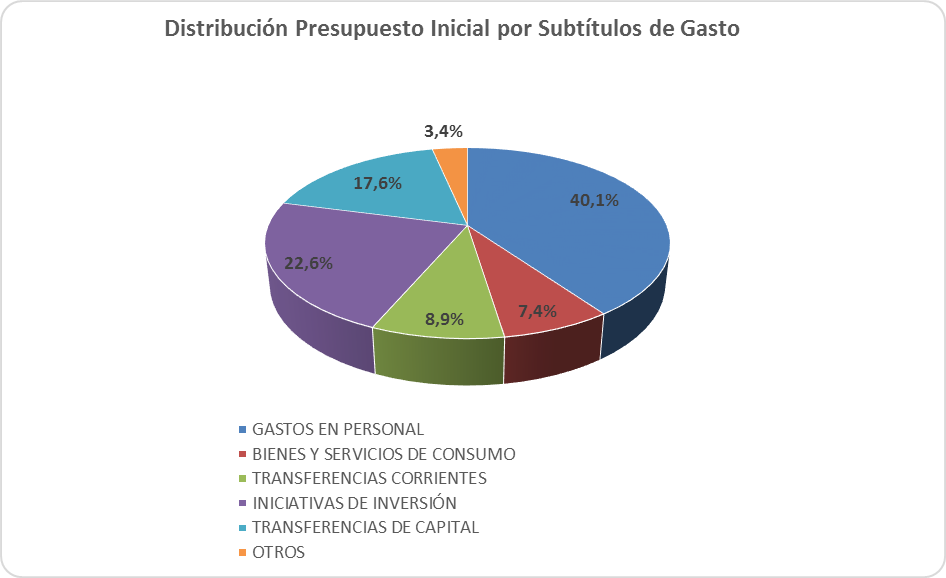 Distribución Presupuesto Inicial por Subtítulos de Gasto
3,4%
17,6%
40,1%
22,6%
7,4%
8,9%
GASTOS EN PERSONAL
BIENES Y SERVICIOS DE CONSUMO
TRANSFERENCIAS CORRIENTES
INICIATIVAS DE INVERSIÓN
TRANSFERENCIAS DE CAPITAL
OTROS